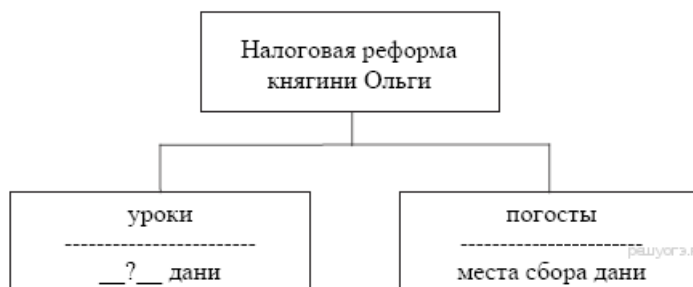 Налоговая реформа
княгини Ольги
уроки
------------------------
__?__ дани
погосты
-----------------------
места сбора дани